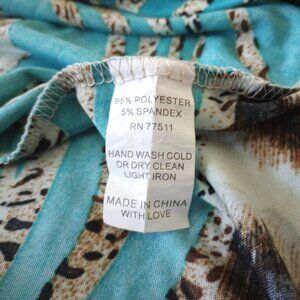 95% POLYESTER
5% SPANDEX
RN 77511
HAND WASH COLD
OR DRY CLEAN
LIGHT IRON
MADE IN CHINA
WITH LOVE